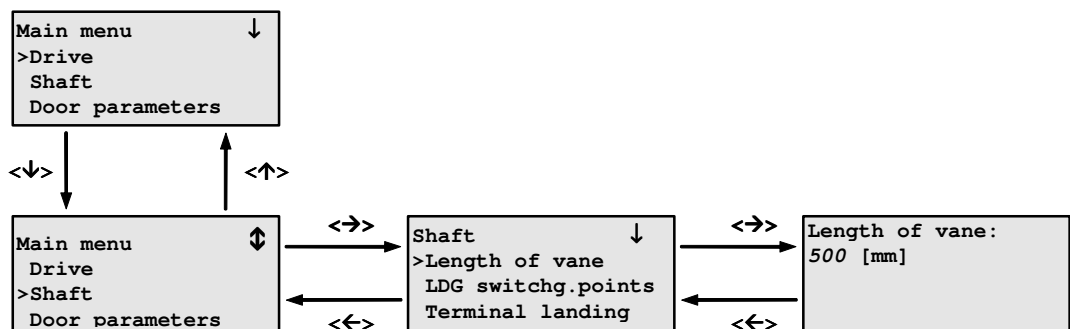 Main menu ↓
>Drive
Shaft
Door parameters
<↓>
<↑>
Main menu ↕
Drive
>Shaft
Door parameters
<→>
<←>
Shaft ↓
>Length of vane
LDG switchg.points
Terminal landing
<→>
<←>
Length of vane:
500 [mm]